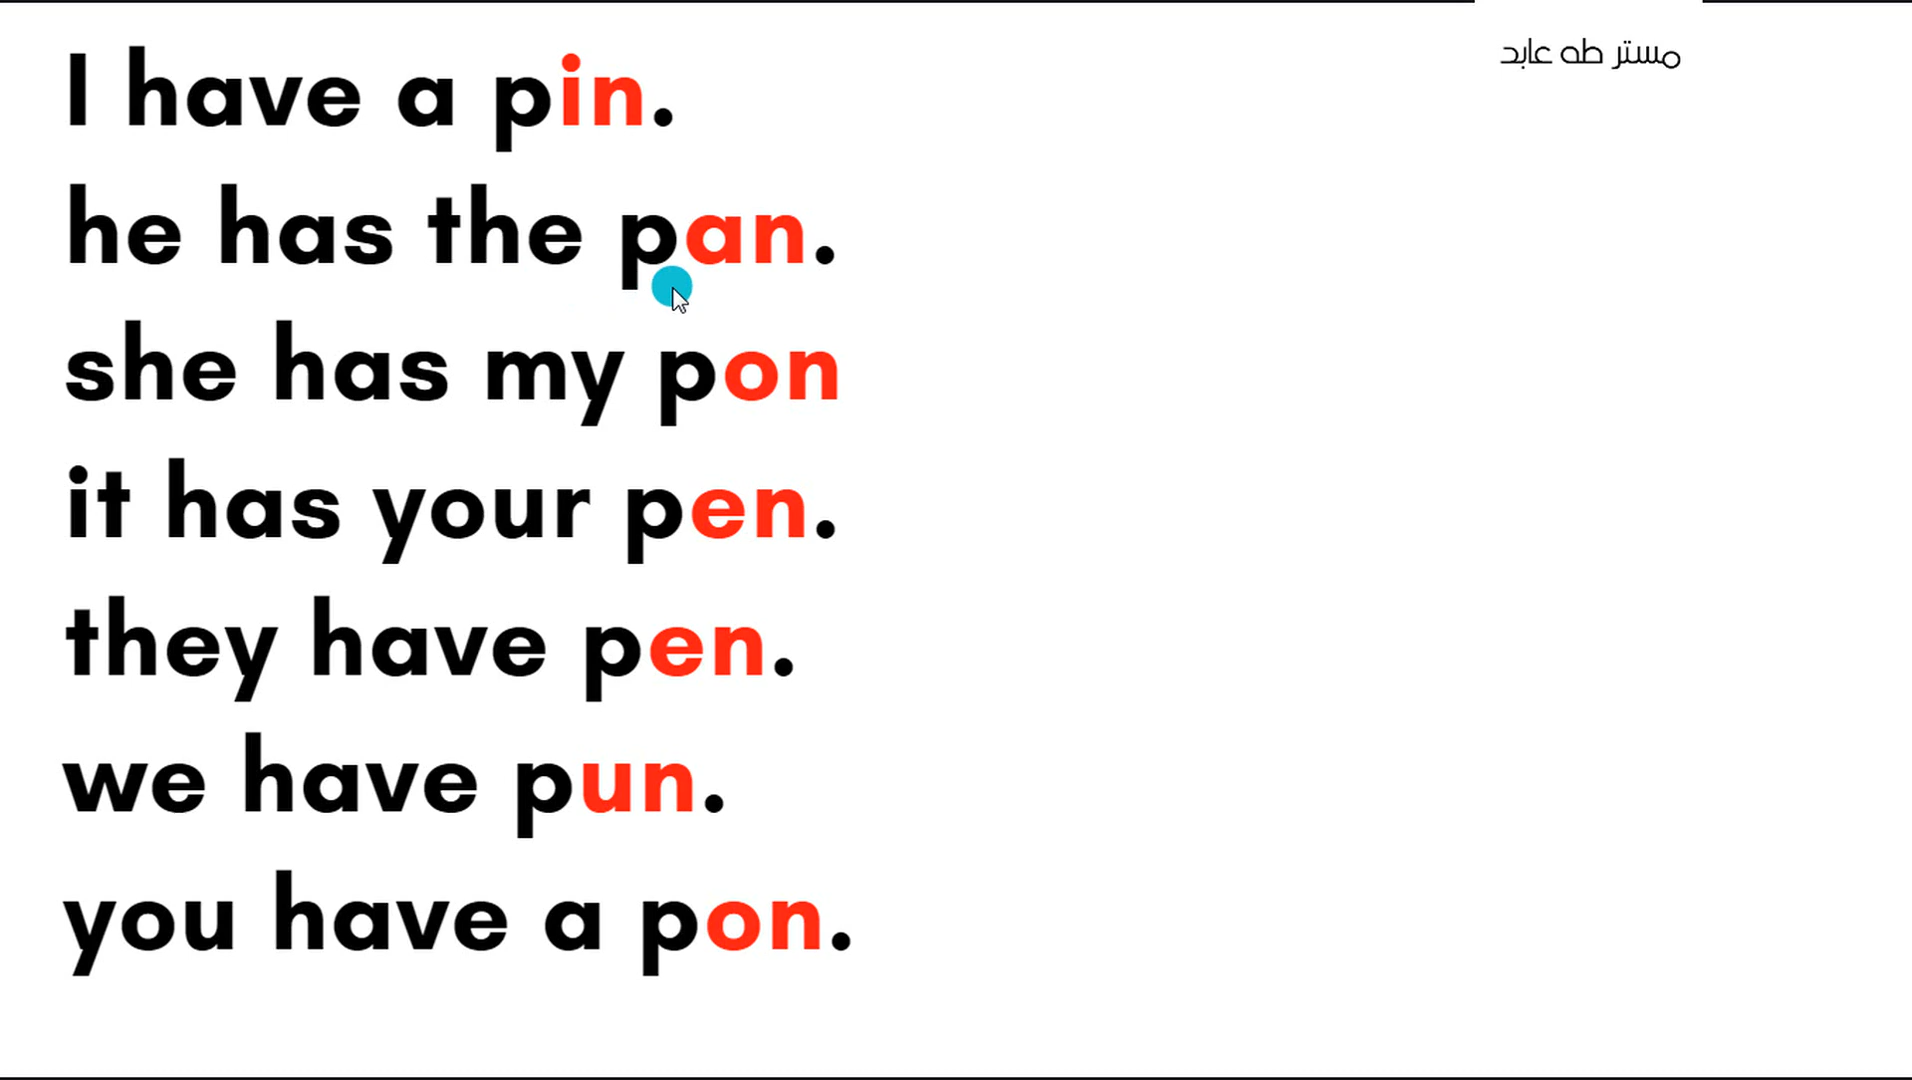 مستر طه عابد
I have a pin.
he has the pan.
she has my pon
it has your pen.
they have pen.
we have pun.
you have a pon.